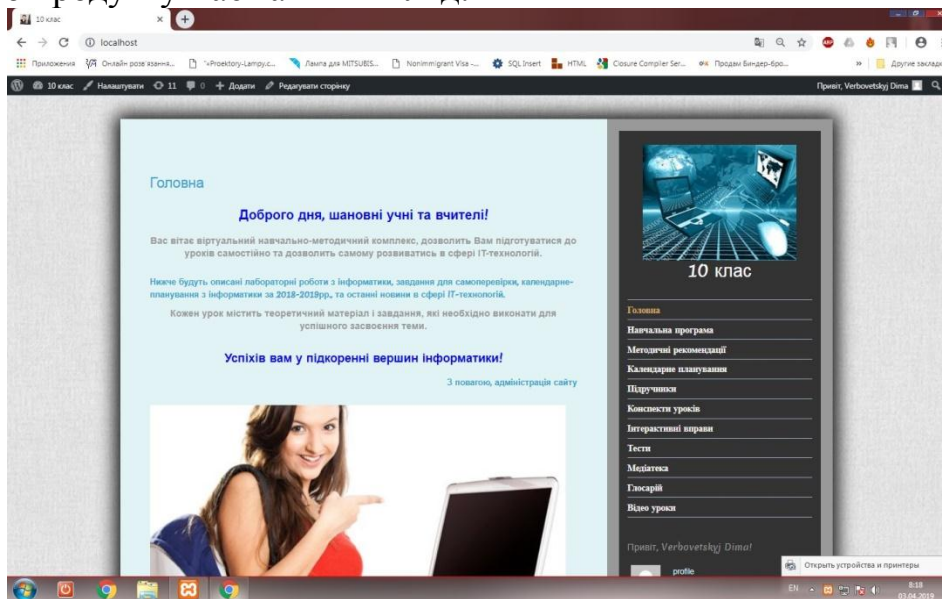 10 клас
localhost
Приложения
Онлайн розв'язання...
"«Proektory-Lampy.c...
Лампа для MITSUBIS...
Nonimmigrant Visa -...
SQL Insert
HTML
Closure Compiler Ser...
Продам Биндер-бро...
»
Другие заклад
10 клас
Налаштувати
11
0
Додати
Редагувати сторінку
Привіт, Verbovetskyj Dima
Головна
Доброго дня, шановні учні та вчителі!
Вас вітає віртуальний навчально-методичний комплекс, дозволить Вам підготуватися до
уроків самостійно та дозволить самому розвиватись в сфері ІТ-технологій.
Нижче будуть описані лабораторні роботи з інформатики, завдання для самоперевірки, календарне-
планування з інформатики за 2018-2019рр., та останні новини в сфері ІТ-технологій.
Кожен урок містить теоретичний матеріал і завдання, які необхідно виконати для
успішного засвоєння теми.
Успіхів вам у підкоренні вершин інформатики!
З повагою, адміністрація сайту
10 клас
Головна
Навчальна програма
Методичні рекомендації
Календарне планування
Підручники
Конспекти уроків
Інтерактивні вправи
Тести
Медіатека
Глосарій
Відео уроки
Привіт, Verbovetskyj Dima!
profile
Открыть устройства и принтеры
EN
8:18
03.04.2019